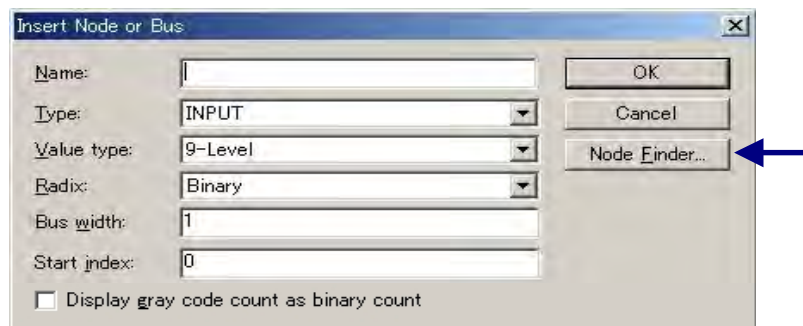 Insert Node or Bus
Name:
OK
Type: INPUT
Cancel
Value type: 9-Level
Node Finder...
Radix: Binary
Bus width: 1
Start index: 0
Display gray code count as binary count